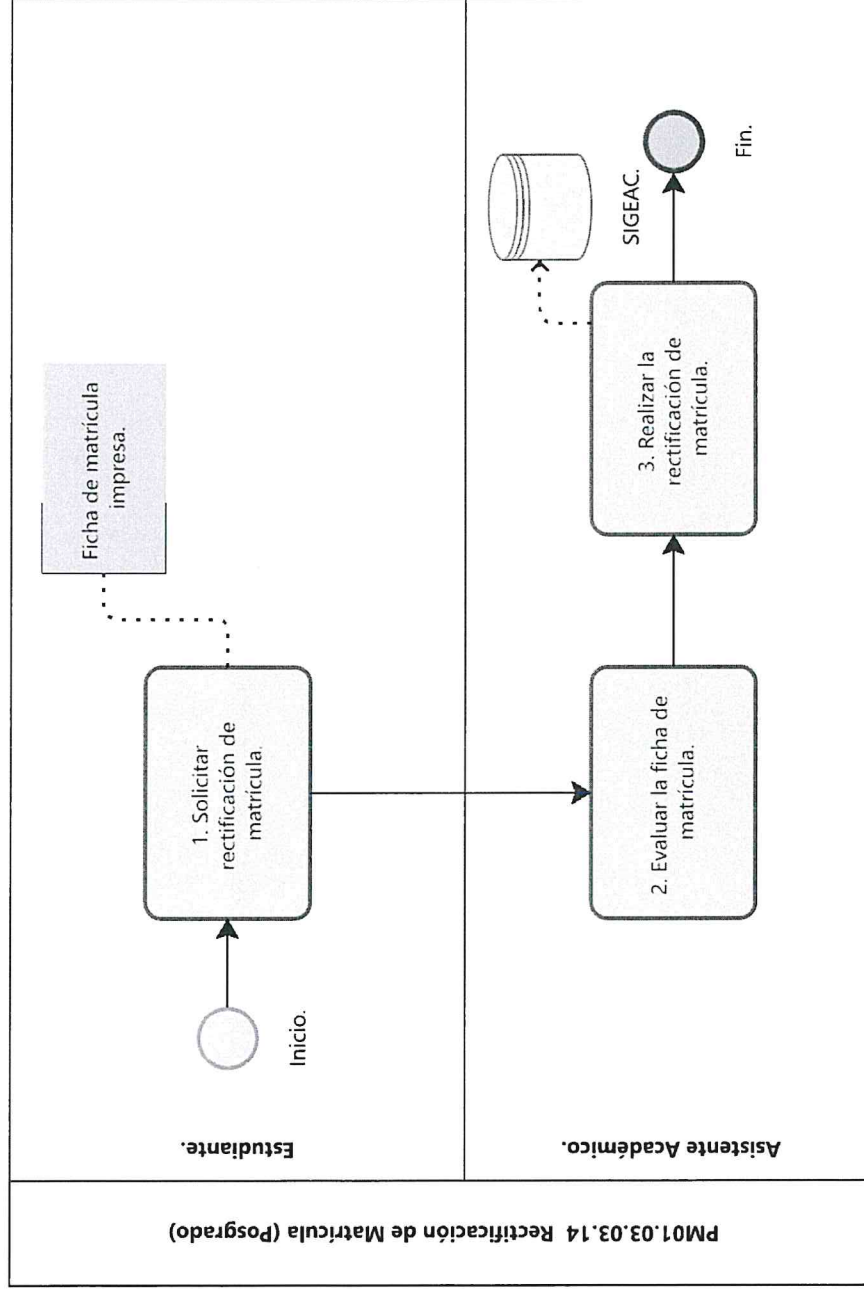 PM01.03.03.14 Rectificación de Matrícula (Posgrado)
Estudiante.
Inicio.
1. Solicitar
rectificación de
matrícula.
Ficha de matrícula
impresa.
Asistente Académico.
2. Evaluar la ficha de
matrícula.
3. Realizar la
rectificación de
matrícula.
SIGEAC.
Fin.